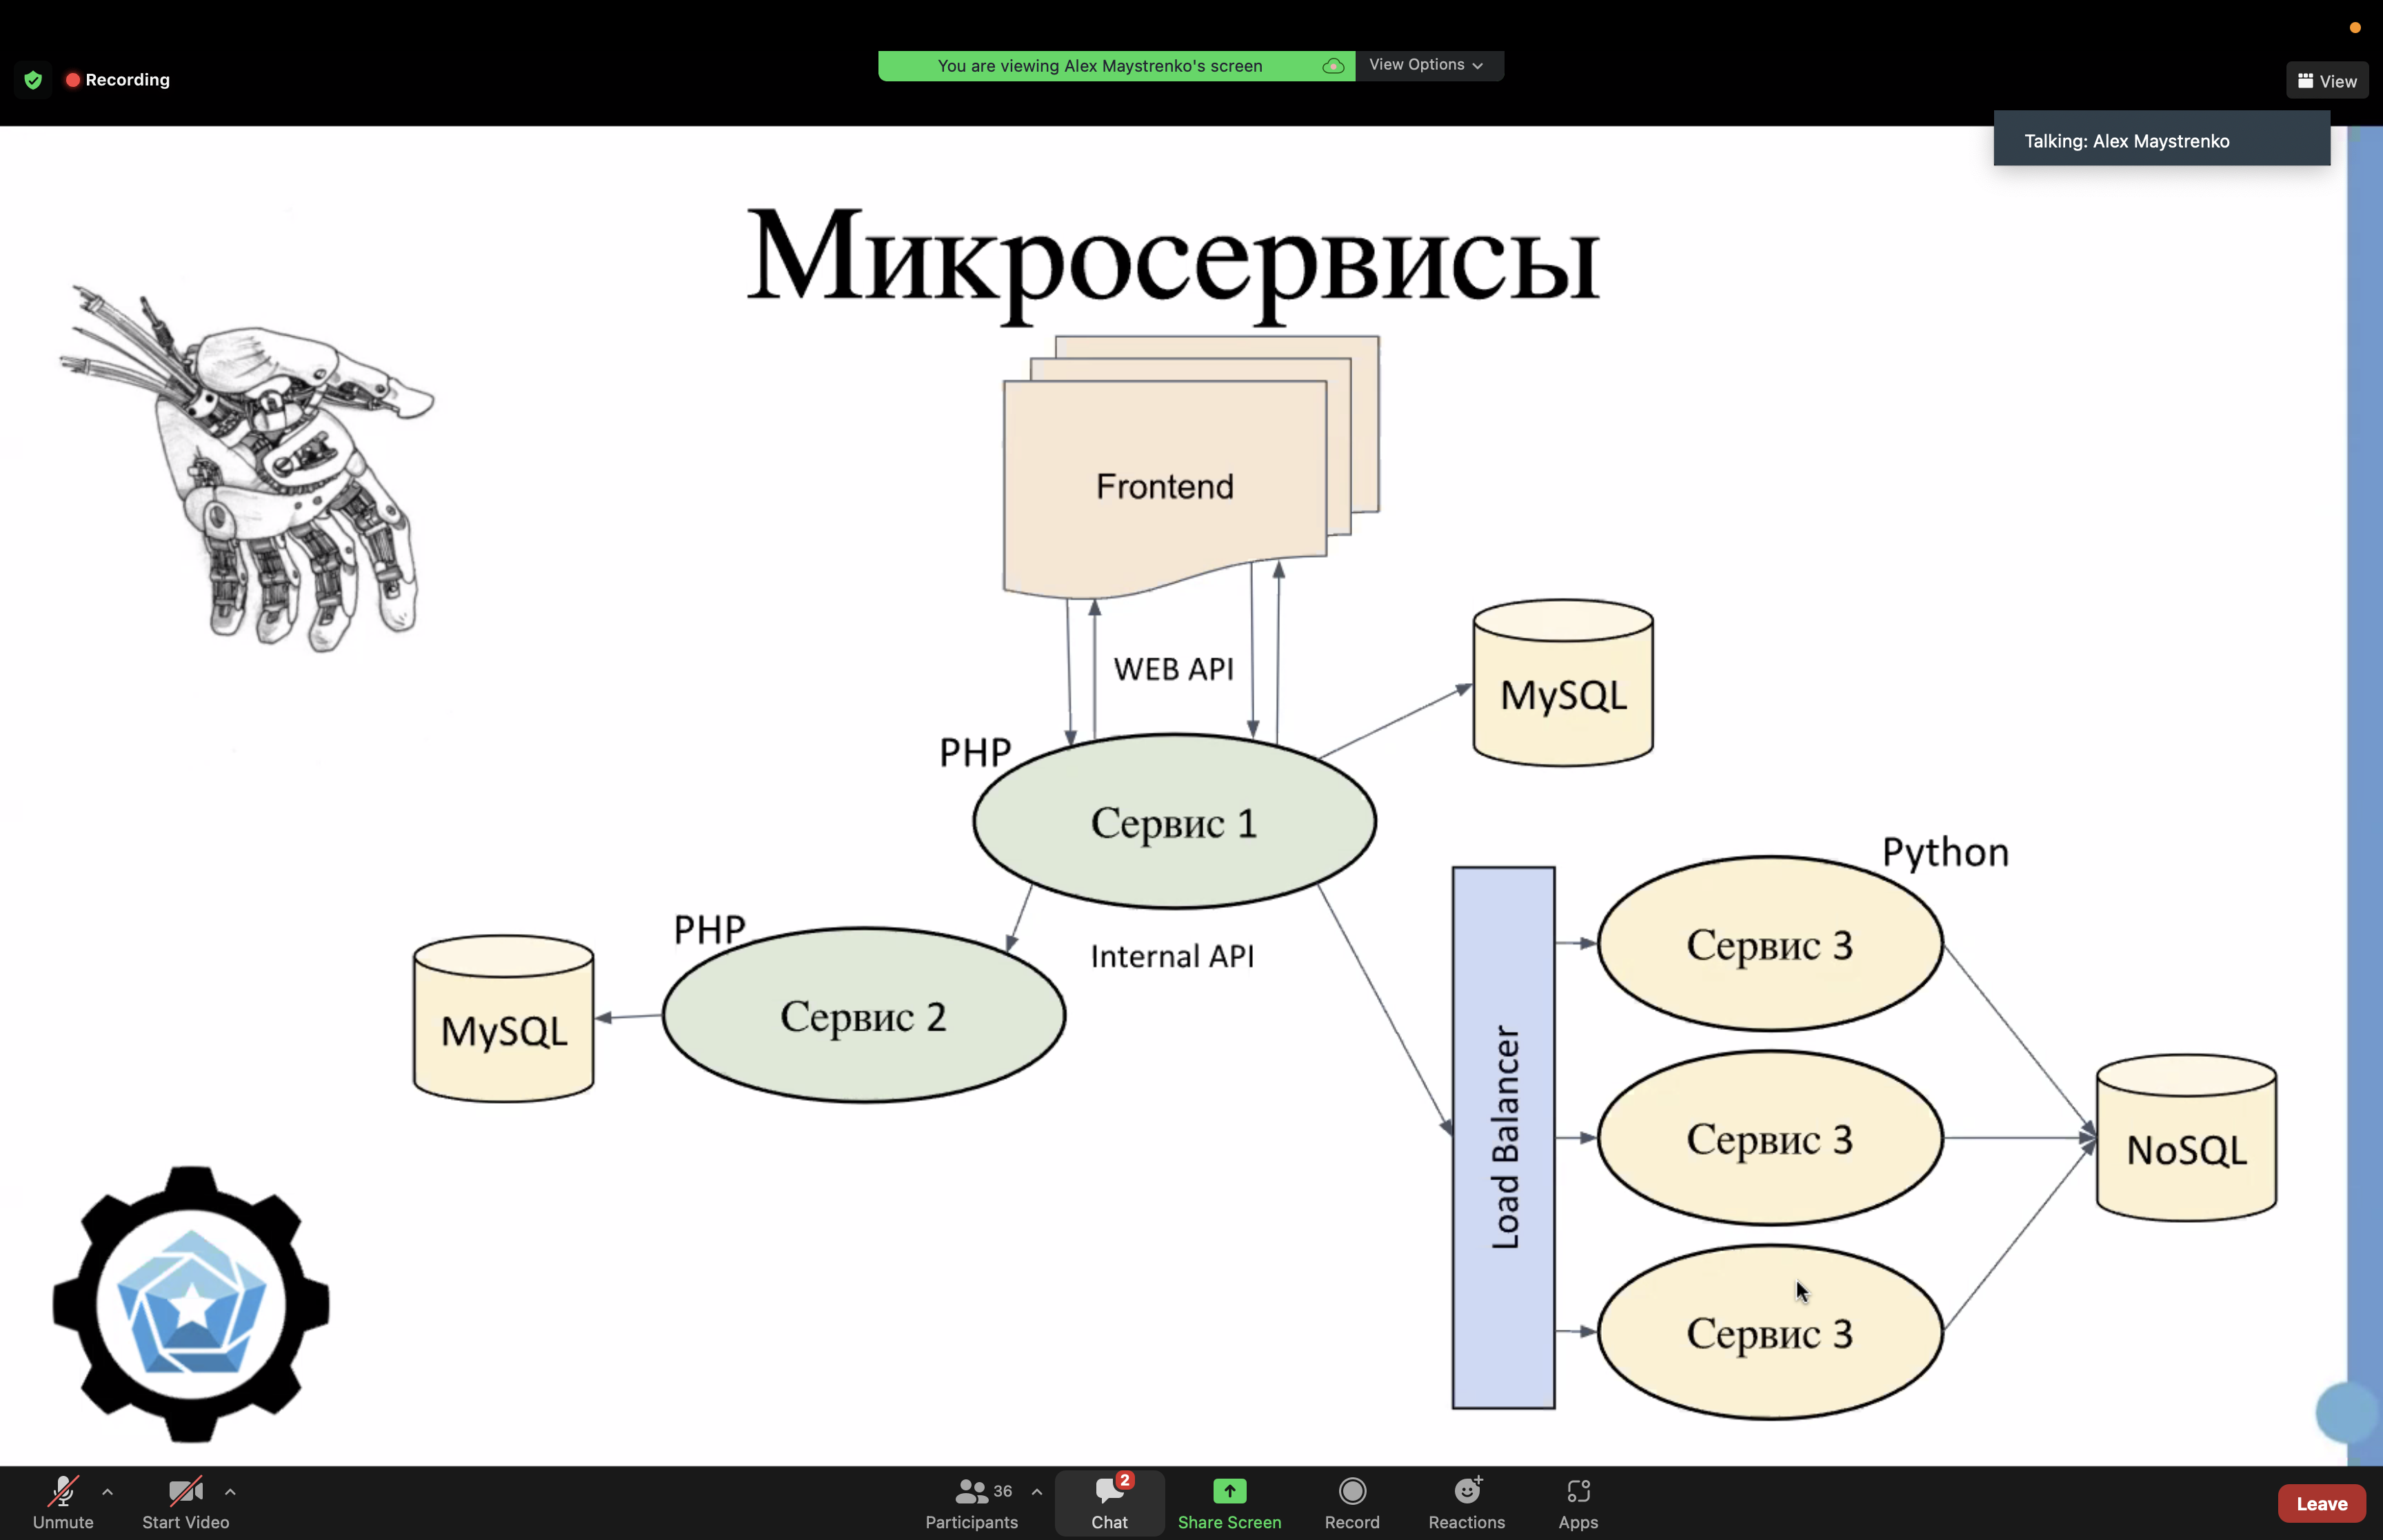 You are viewing Alex Maystrenko's screen
View Options
Recording
View
Talking: Alex Maystrenko
Микросервисы
Frontend
WEB API
MySQL
PHP
Сервис 1
Python
PHP
Internal API
Сервис 3
MySQL
Сервис 2
Load Balancer
Сервис 3
NoSQL
Сервис 3
Unmute
Start Video
36
Participants
2
Chat
Share Screen
Record
Reactions
Apps
Leave